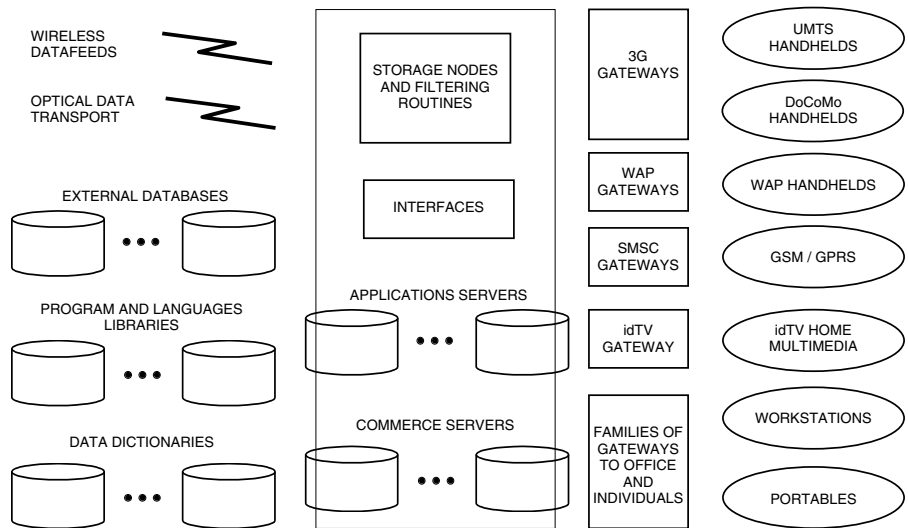 WIRELESS
DATAFEEDS
OPTICAL DATA
TRANSPORT
EXTERNAL DATABASES
PROGRAM AND LANGUAGES
LIBRARIES
DATA DICTIONARIES
STORAGE NODES
AND FILTERING
ROUTINES
INTERFACES
APPLICATIONS SERVERS
COMMERCE SERVERS
3G
GATEWAYS
WAP
GATEWAYS
SMSC
GATEWAYS
idTV
GATEWAY
FAMILIES OF
GATEWAYS
TO OFFICE
AND
INDIVIDUALS
UMTS
HANDHELDS
DoCoMo
HANDHELDS
WAP HANDHELDS
GSM / GPRS
idTV HOME
MULTIMEDIA
WORKSTATIONS
PORTABLES